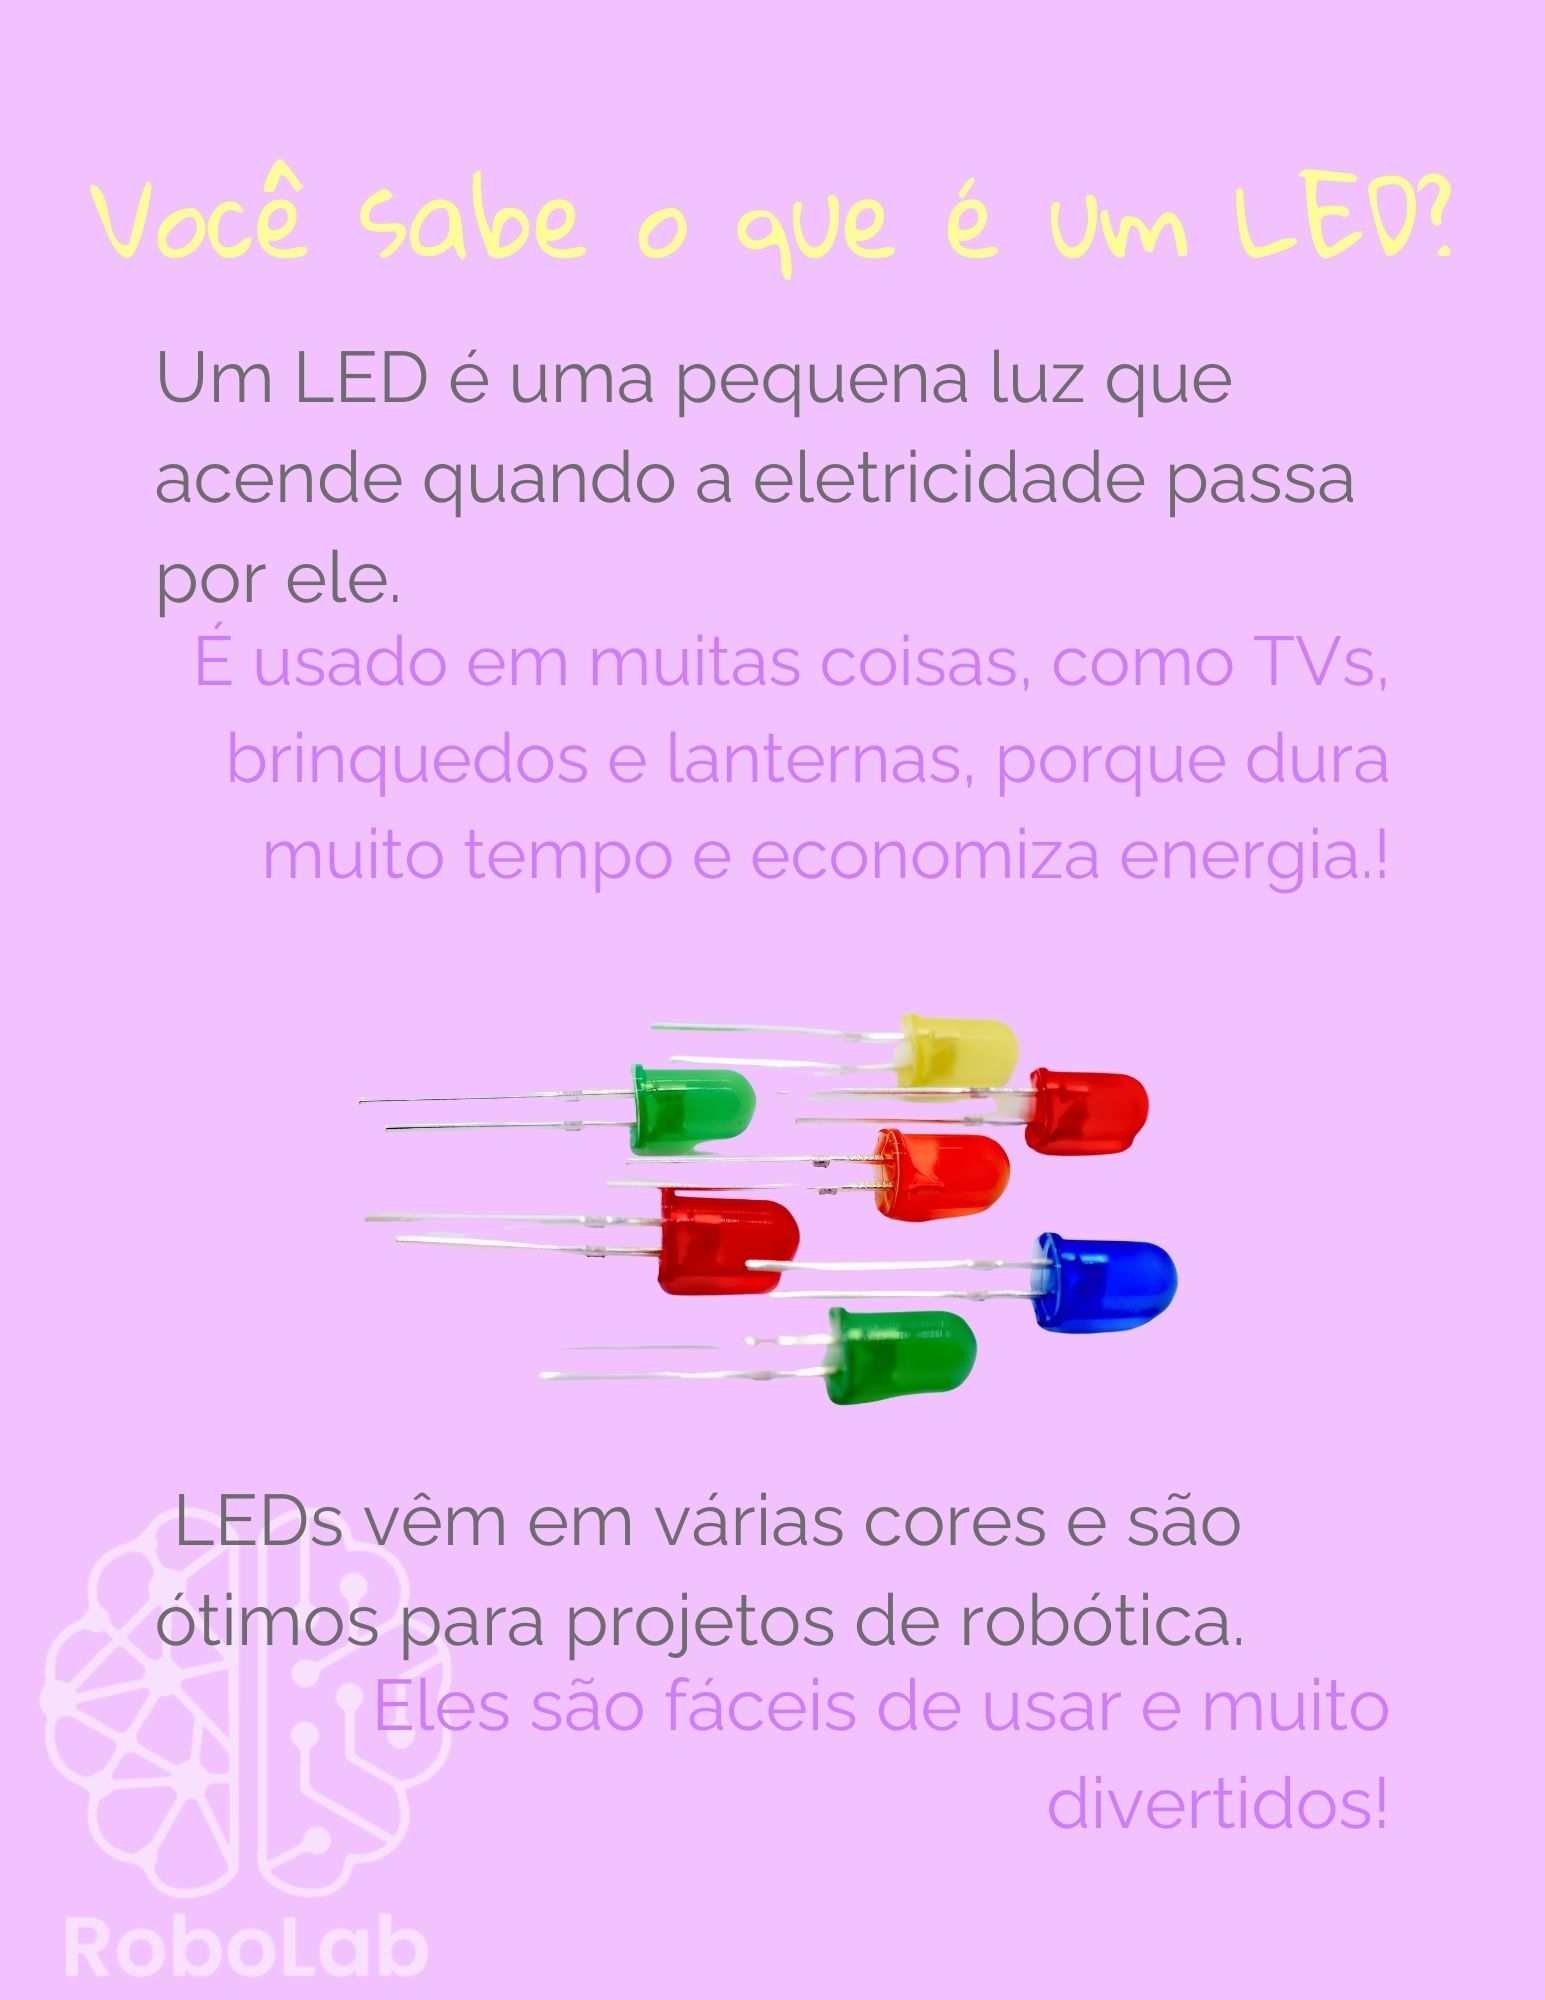 Você sabe o que é um LED?
Um LED é uma pequena luz que
acende quando a eletricidade passa
por ele.
É usado em muitas coisas, como TVs,
brinquedos e lanternas, porque dura
muito tempo e economiza energia.!
LEDs vêm em várias cores e são
ótimos para projetos de robótica.
Eles são fáceis de usar e muito
divertidos!
RoboLab